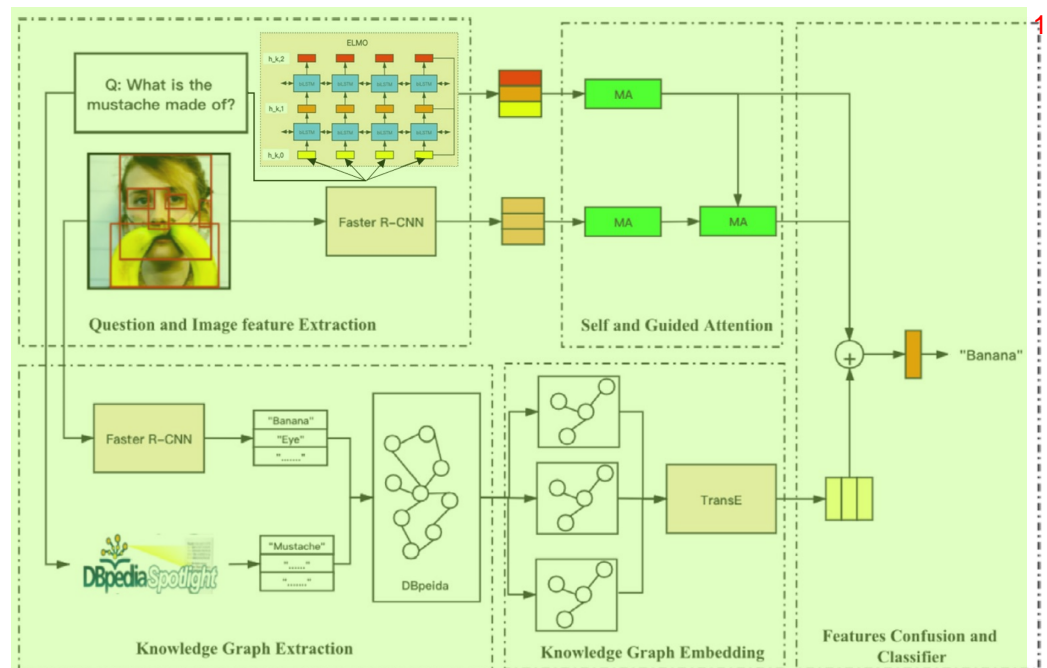 1
ELMO
h_k,2
h_k,1
h_k,0
Q: What is the
mustache made of?
MA
Faster R-CNN
MA
MA
Question and Image feature Extraction
Self and Guided Attention
"Banana"
Faster R-CNN
"Banana"
"Eye"
"......."
TransE
DBpedia Spotlight
"Mustache"
"......"
"......."
DBpeida
Knowledge Graph Extraction
Knowledge Graph Embedding
Features Confusion and
Classifier